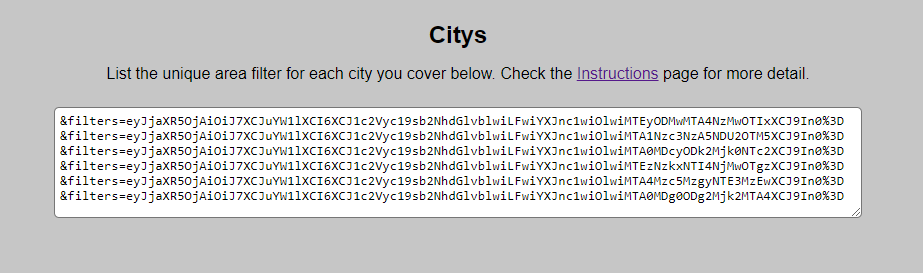 Citys
List the unique area filter for each city you cover below. Check the Instructions page for more detail.
&filters=eyJjaXR5OjAiOiJ7XCJuYW1lXCI6XCJ1c2Vyc19sb2NhdGlvblwiLFwiYXJnc1wiOlwiMTEyODMwMTA4NzMwOTIxXCJ9In0%3D
&filters=eyJjaXR5OjAiOiJ7XCJuYW1lXCI6XCJ1c2Vyc19sb2NhdGlvblwiLFwiYXJnc1wiOlwiMTA1Nzc3NzA5NDU2OTM5XCJ9In0%3D
&filters=eyJjaXR5OjAiOiJ7XCJuYW1lXCI6XCJ1c2Vyc19sb2NhdGlvblwiLFwiYXJnc1wiOlwiMTA0MDcyODk2Mjk0NTc2XCJ9In0%3D
&filters=eyJjaXR5OjAiOiJ7XCJuYW1lXCI6XCJ1c2Vyc19sb2NhdGlvblwiLFwiYXJnc1wiOlwiMTEzNzkxNTI4NjMwOTgzXCJ9In0%3D
&filters=eyJjaXR5OjAiOiJ7XCJuYW1lXCI6XCJ1c2Vyc19sb2NhdGlvblwiLFwiYXJnc1wiOlwiMTA4Mzc5MzgyNTE3MzEwXCJ9In0%3D
&filters=eyJjaXR5OjAiOiJ7XCJuYW1lXCI6XCJ1c2Vyc19sb2NhdGlvblwiLFwiYXJnc1wiOlwiMTA0MDg0ODg2Mjk2MTA4XCJ9In0%3D